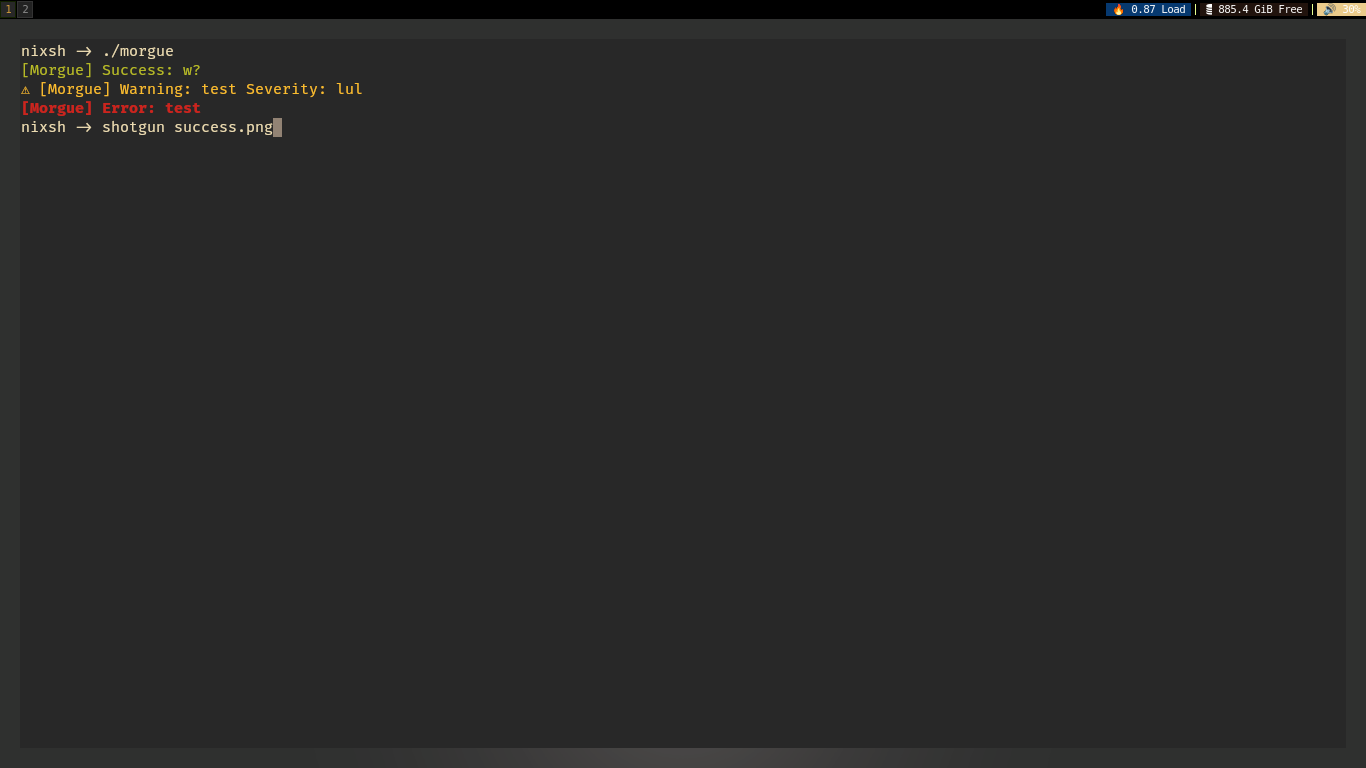 1 2 🔥 0.87 Load | 885.4 GiB Free | 🔊 30%
nixsh -> ./morgue
[Morgue] Success: w?
⚠ [Morgue] Warning: test Severity: lul
[Morgue] Error: test
nixsh -> shotgun success.png